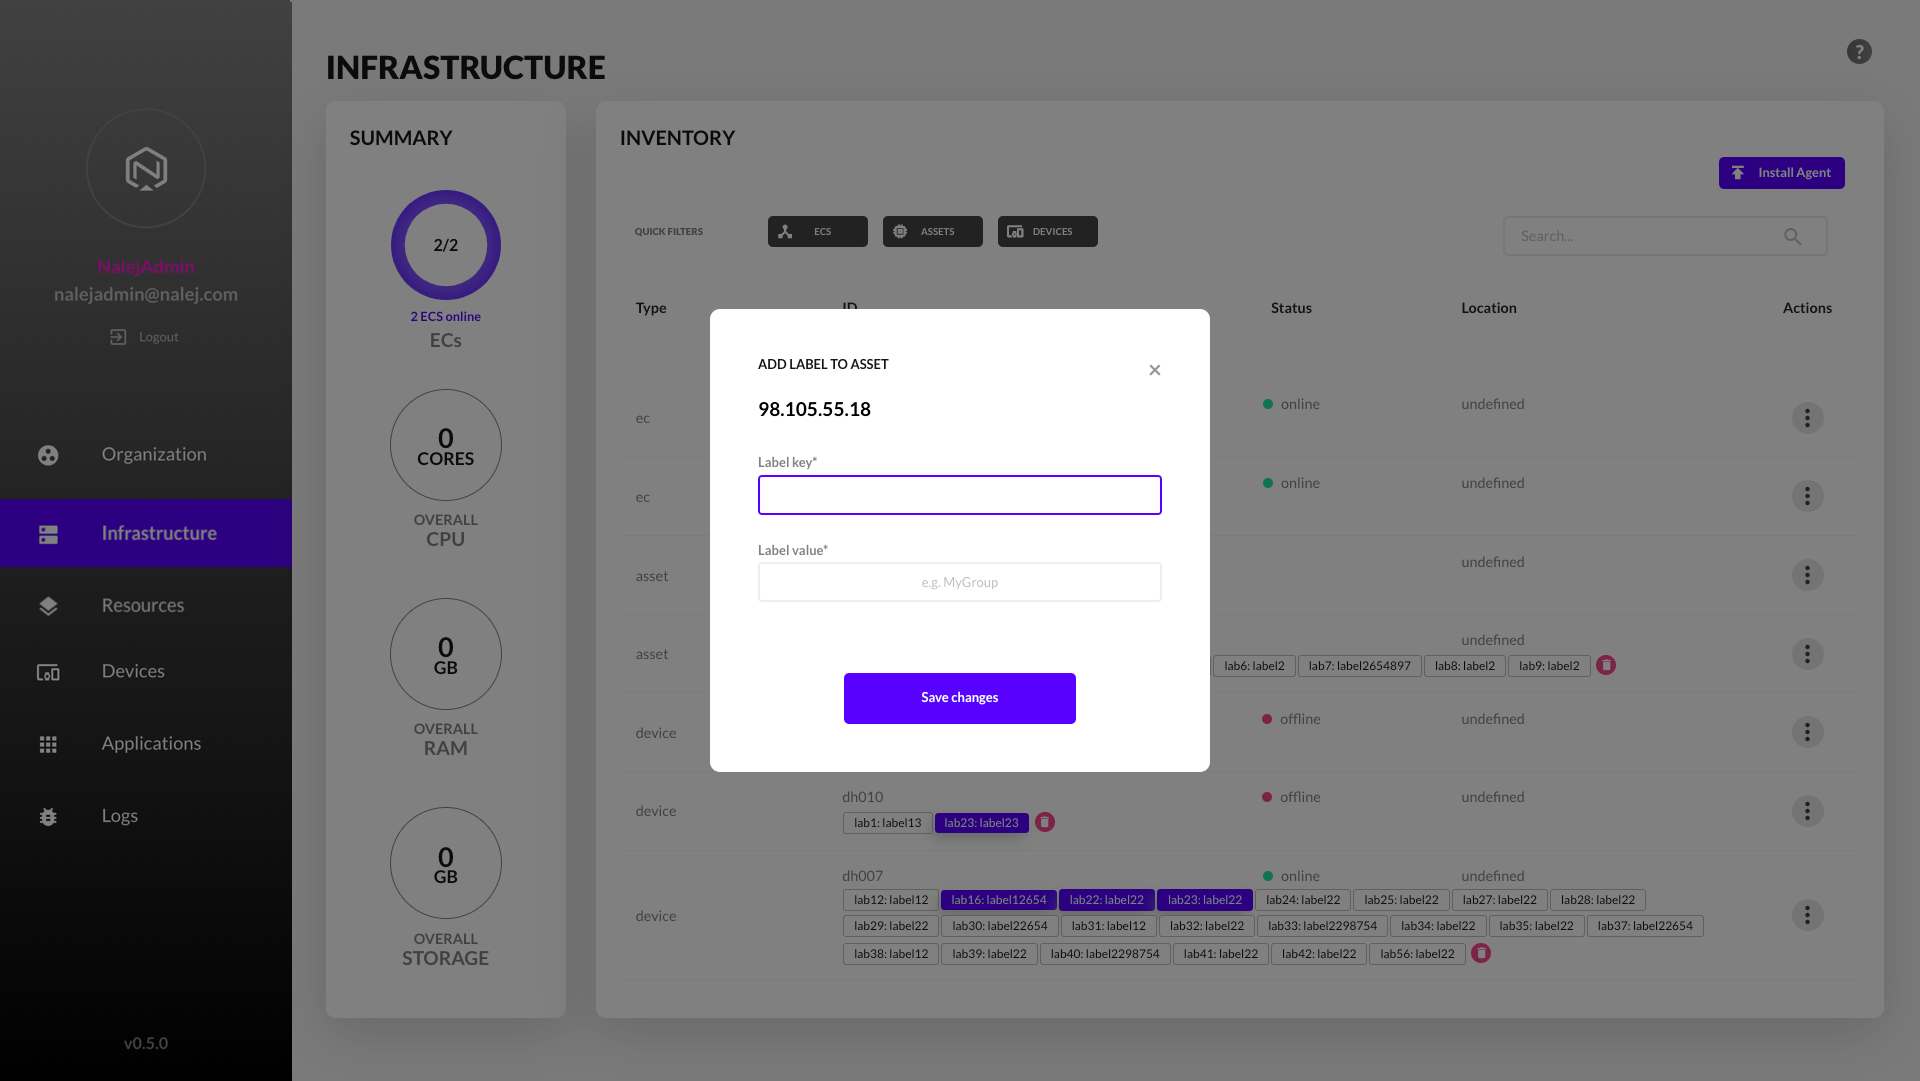 INFRASTRUCTURE
?
NalejAdmin
nalejadmin@nalej.com
Logout
Organization
Infrastructure
Resources
Devices
Applications
Logs
v0.5.0
SUMMARY
2/2
2 ECS online
ECs
0
CORES
OVERALL
CPU
0
GB
OVERALL
RAM
0
GB
OVERALL
STORAGE
INVENTORY
Install Agent
QUICK FILTERS
ECS
ASSETS
DEVICES
Search...
Type
ID
Status
Location
Actions
ec
online
undefined
ec
online
undefined
asset
undefined
asset
undefined
lab6: label2
lab7: label2654897
lab8: label2
lab9: label2
device
offline
undefined
device
dh010
offline
undefined
lab1: label13
lab23: label23
device
dh007
online
undefined
lab12: label12
lab16: label12654
lab22: label22
lab23: label22
lab24: label22
lab25: label22
lab27: label22
lab28: label22
lab29: label22
lab30: label22654
lab31: label12
lab32: label22
lab33: label2298754
lab34: label22
lab35: label22
lab37: label22654
lab38: label12
lab39: label22
lab40: label2298754
lab41: label22
lab42: label22
lab56: label22
ADD LABEL TO ASSET
×
98.105.55.18
Label key*
Label value*
e.g. MyGroup
Save changes